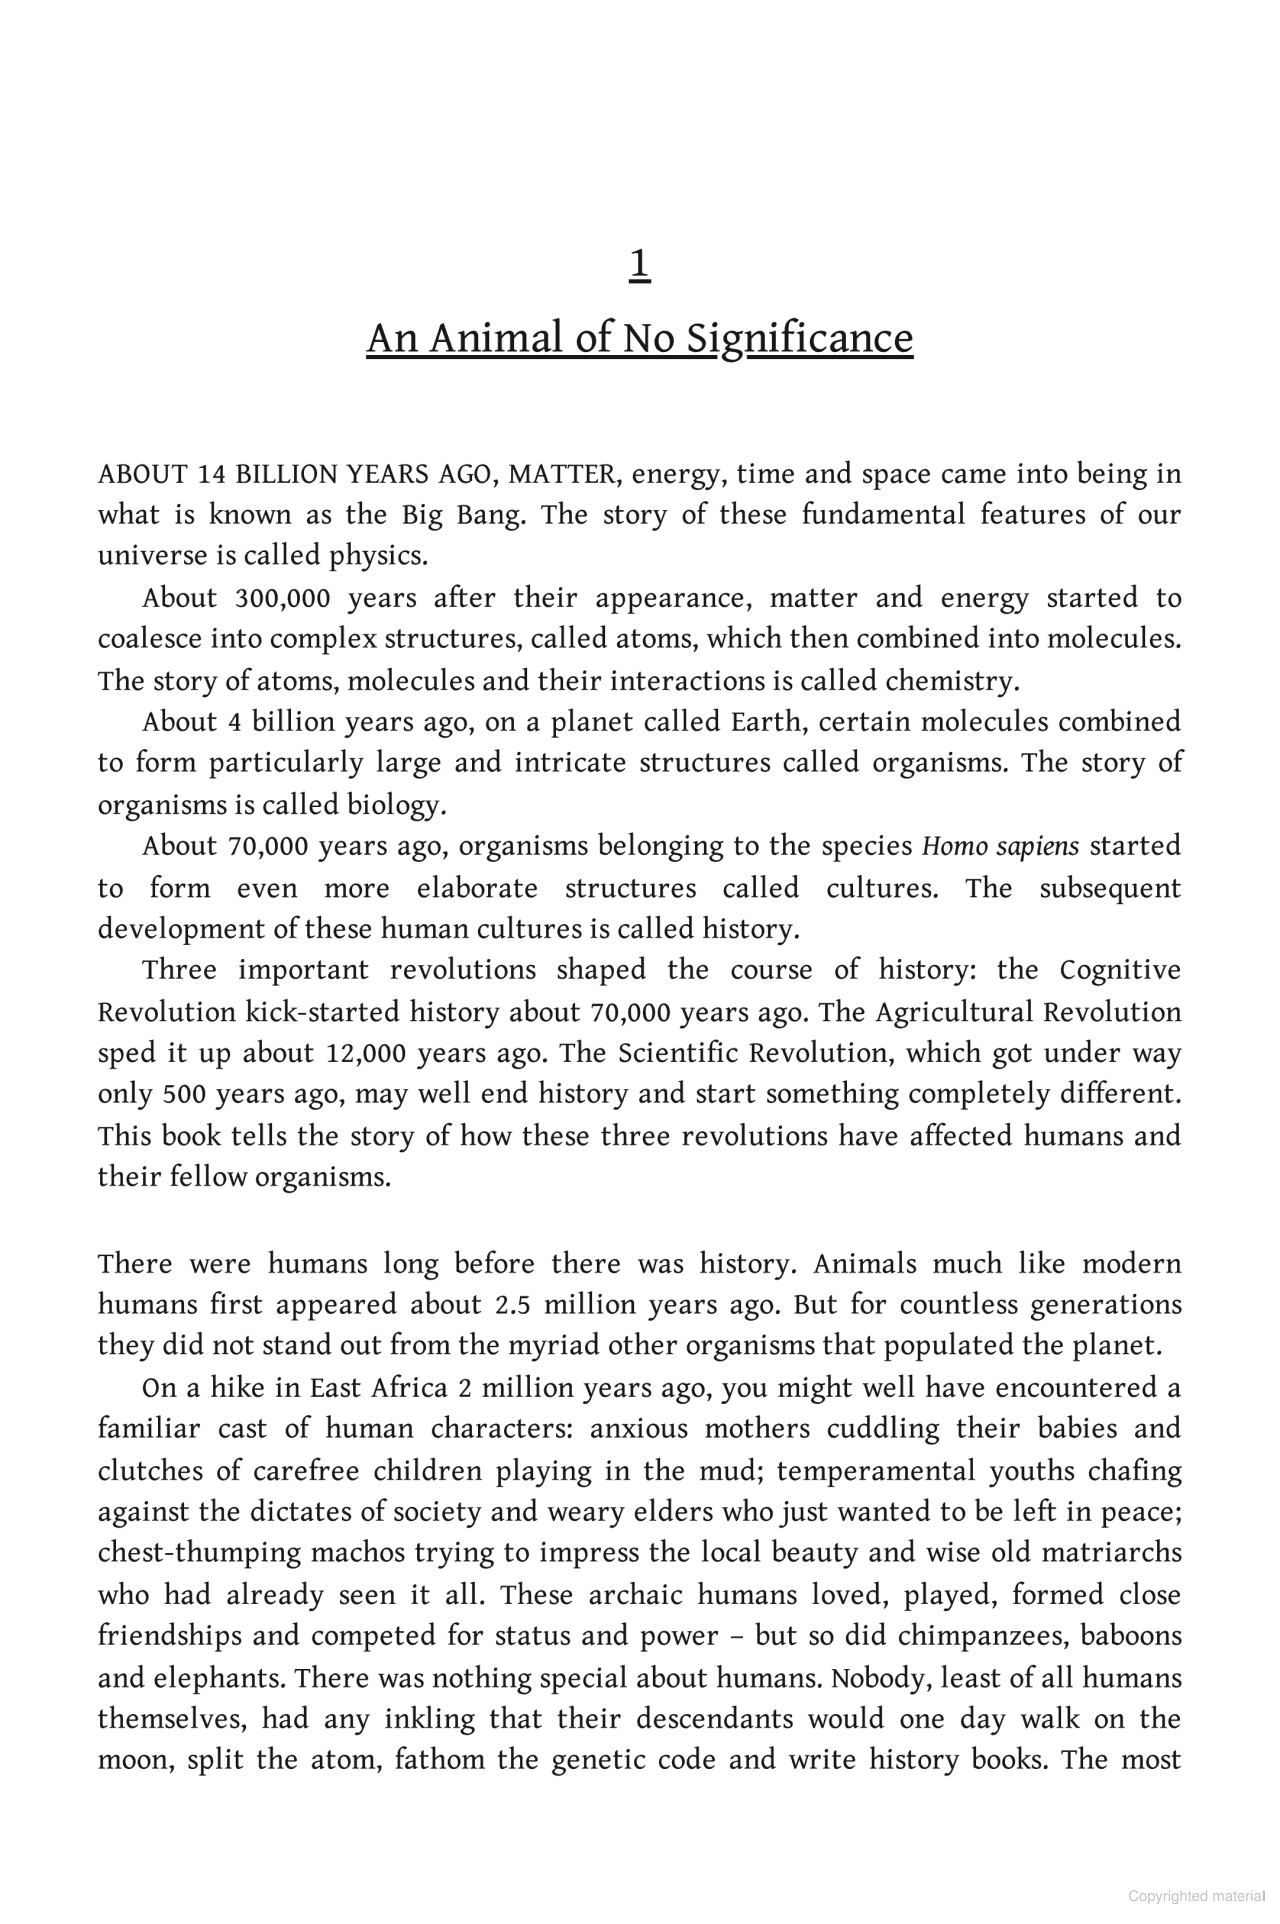 1
An Animal of No Significance
ABOUT 14 BILLION YEARS AGO, MATTER, energy, time and space came into being in
what is known as the Big Bang. The story of these fundamental features of our
universe is called physics.
About 300,000 years after their appearance, matter and energy started to
coalesce into complex structures, called atoms, which then combined into molecules.
The story of atoms, molecules and their interactions is called chemistry.
About 4 billion years ago, on a planet called Earth, certain molecules combined
to form particularly large and intricate structures called organisms. The story of
organisms is called biology.
About 70,000 years ago, organisms belonging to the species Homo sapiens started
to form even more elaborate structures called cultures. The subsequent
development of these human cultures is called history.
Three important revolutions shaped the course of history: the Cognitive
Revolution kick-started history about 70,000 years ago. The Agricultural Revolution
sped it up about 12,000 years ago. The Scientific Revolution, which got under way
only 500 years ago, may well end history and start something completely different.
This book tells the story of how these three revolutions have affected humans and
their fellow organisms.
There were humans long before there was history. Animals much like modern
humans first appeared about 2.5 million years ago. But for countless generations
they did not stand out from the myriad other organisms that populated the planet.
On a hike in East Africa 2 million years ago, you might well have encountered a
familiar cast of human characters: anxious mothers cuddling their babies and
clutches of carefree children playing in the mud; temperamental youths chafing
against the dictates of society and weary elders who just wanted to be left in peace;
chest-thumping machos trying to impress the local beauty and wise old matriarchs
who had already seen it all. These archaic humans loved, played, formed close
friendships and competed for status and power – but so did chimpanzees, baboons
and elephants. There was nothing special about humans. Nobody, least of all humans
themselves, had any inkling that their descendants would one day walk on the
moon, split the atom, fathom the genetic code and write history books. The most
Copyrighted material